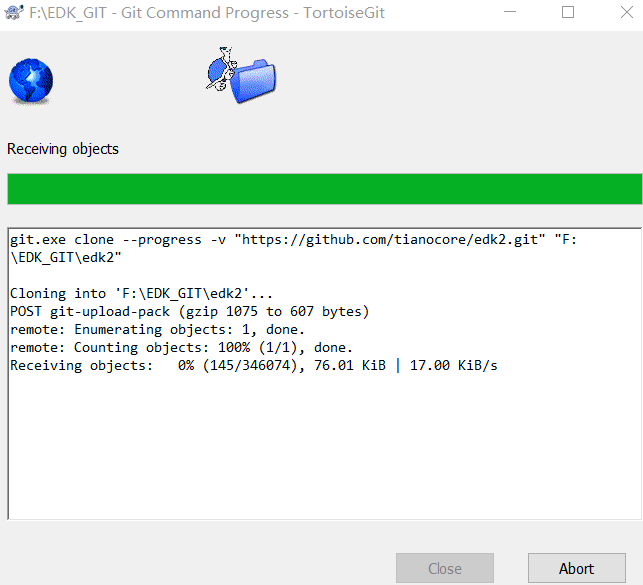 F:\EDK_GIT - Git Command Progress - TortoiseGit
Receiving objects
git.exe clone --progress -v "https://github.com/tianocore/edk2.git" "F:
\EDK_GIT\edk2"
Cloning into 'F:\EDK_GIT\edk2'...
POST git-upload-pack (gzip 1075 to 607 bytes)
remote: Enumerating objects: 1, done.
remote: Counting objects: 100% (1/1), done.
Receiving objects:   0% (145/346074), 76.01 KiB | 17.00 KiB/s
Close
Abort